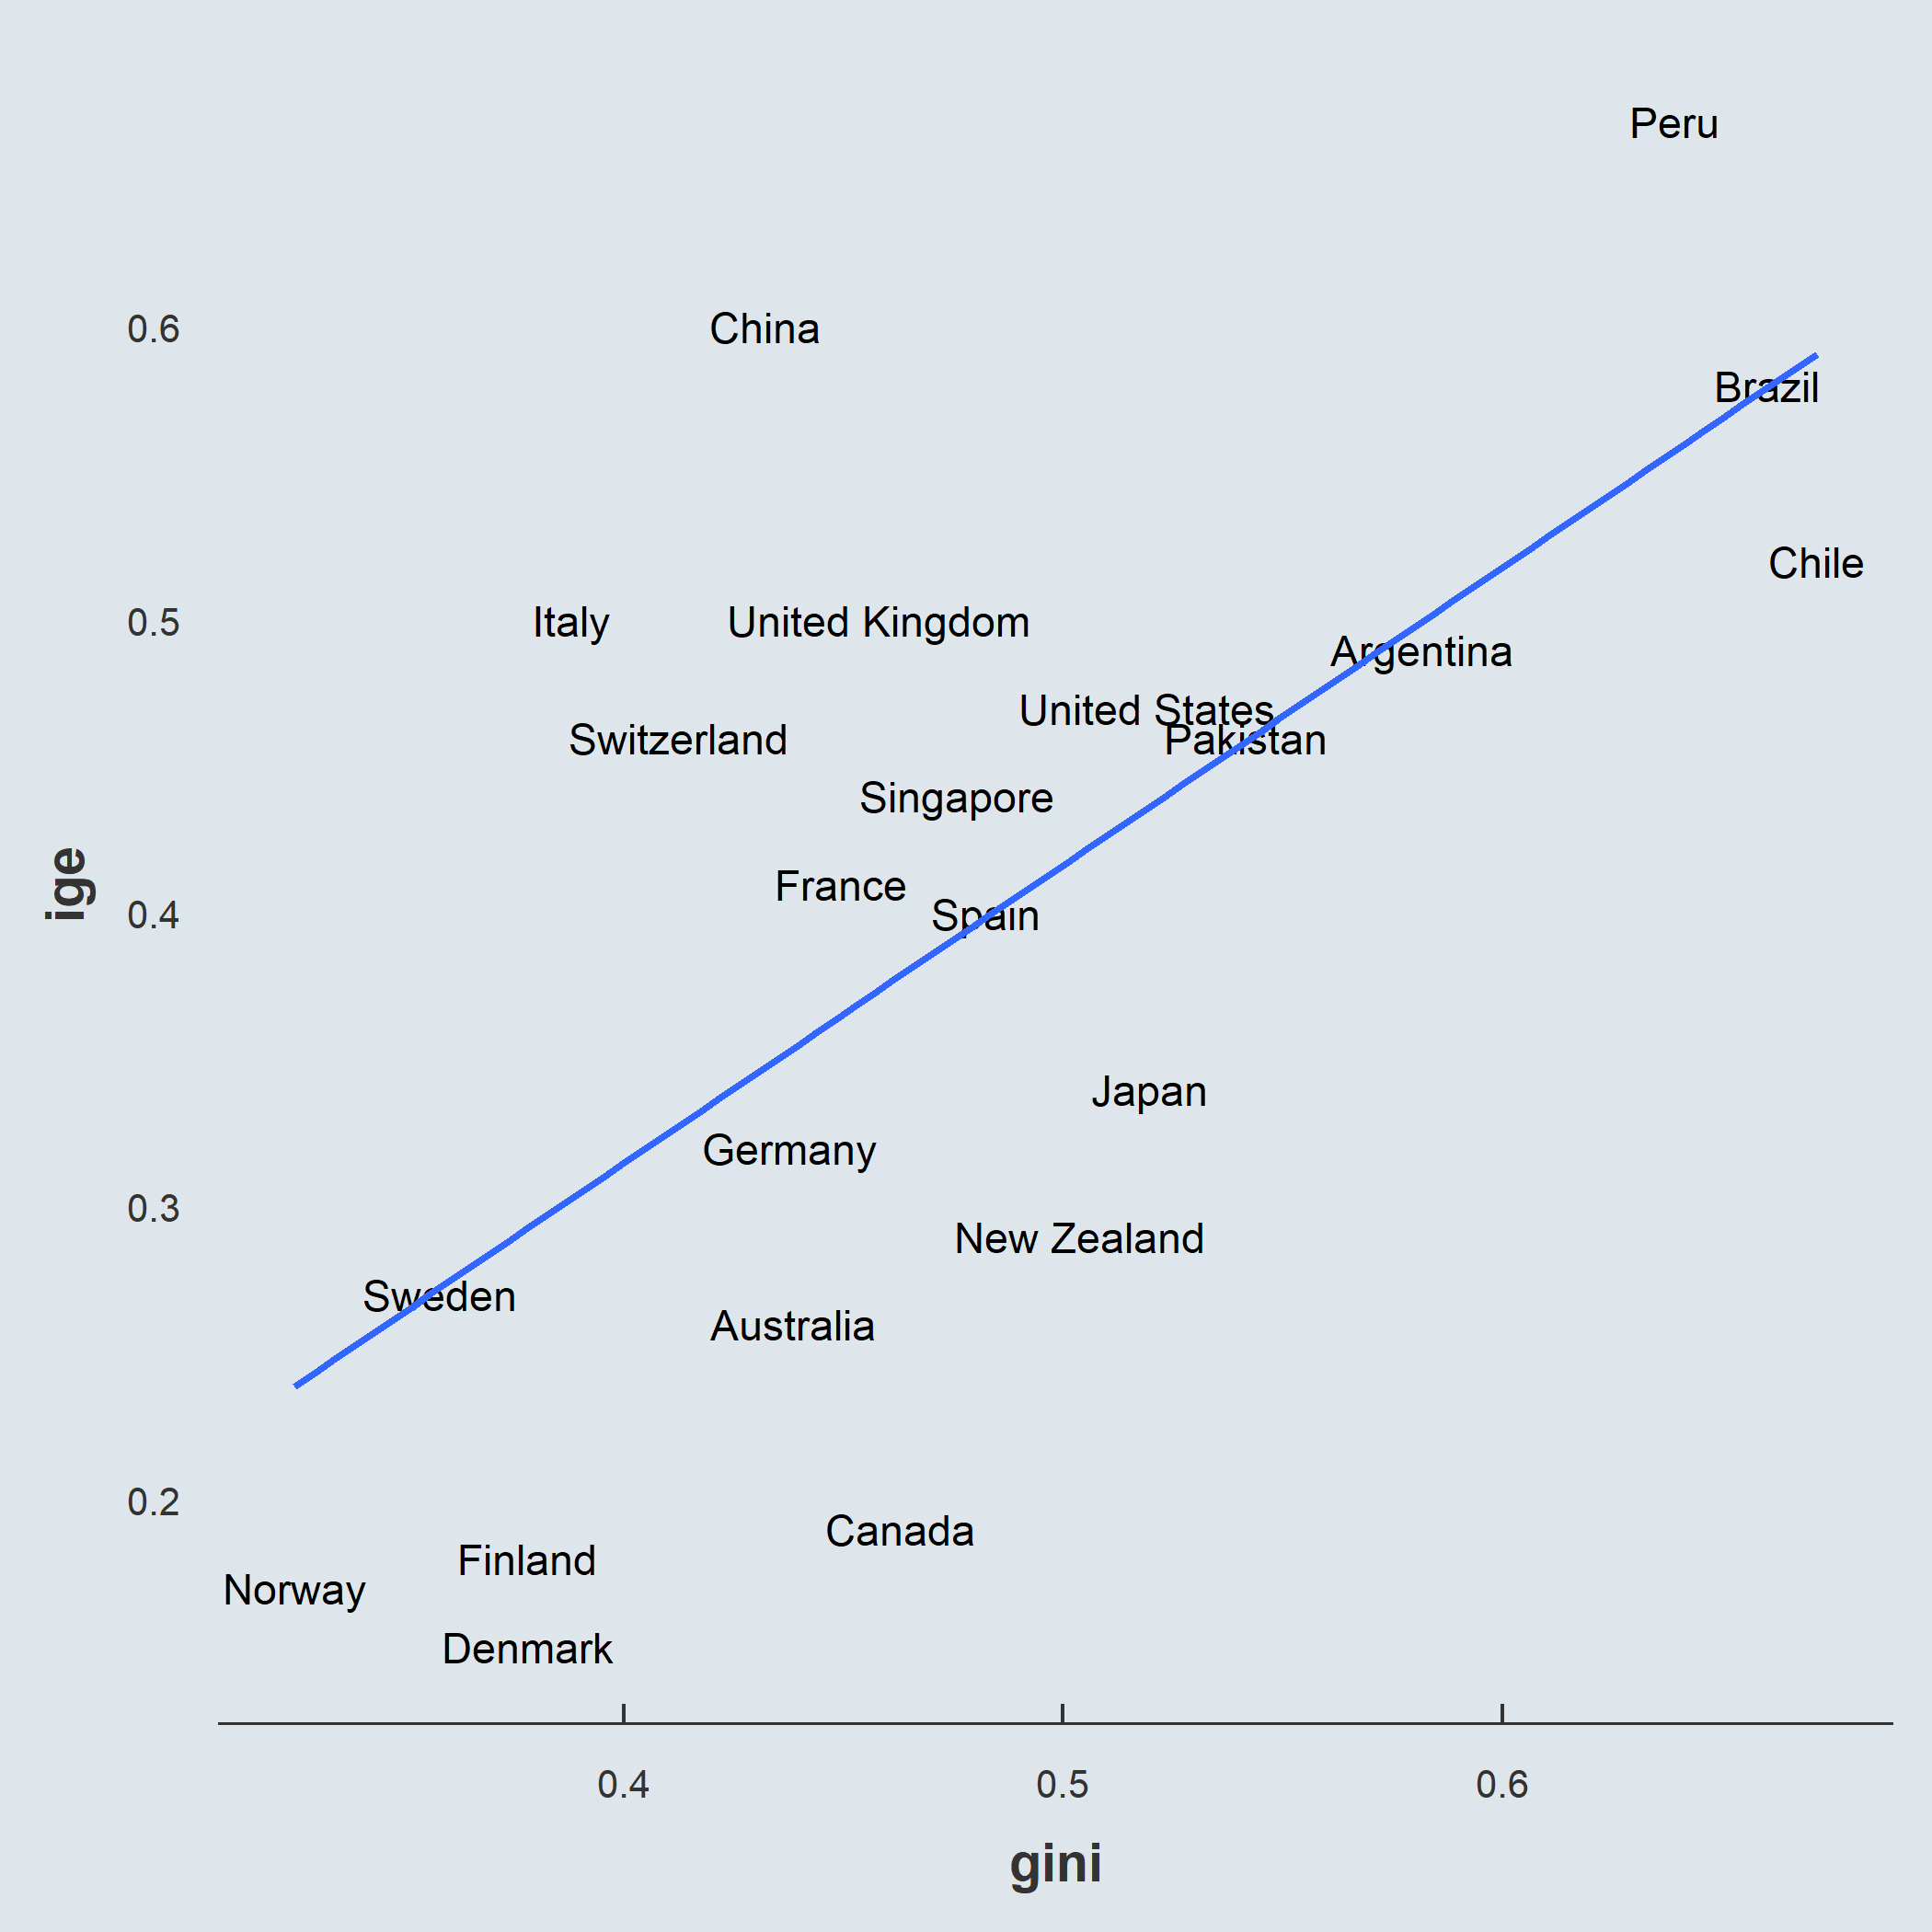 Peru
China
0.6
Brazil
Chile
Italy
United Kingdom
0.5
Argentina
United States
Switzerland
Pakistan
Singapore
ige
France
0.4
Spain
Japan
Germany
0.3
New Zealand
Sweden
Australia
0.2
Canada
Finland
Norway
Denmark
0.4
0.5
0.6
gini